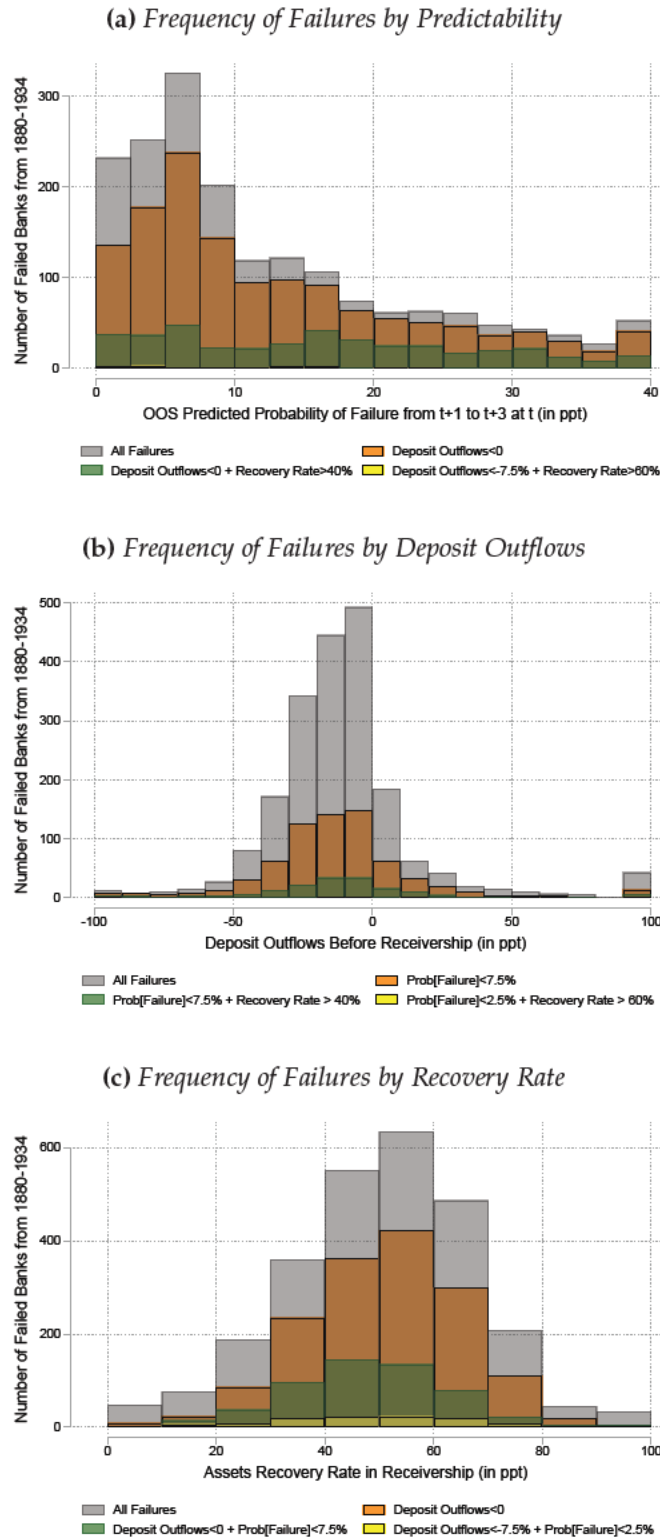 (a) Frequency of Failures by Predictability
Number of Failed Banks from 1880-1934
300
200
100
0
0 10 20 30 40
OOS Predicted Probability of Failure from t+1 to t+3 at t (in ppt)
All Failures Deposit Outflows<0
Deposit Outflows<0 + Recovery Rate>40% Deposit Outflows<-7.5% + Recovery Rate>60%
(b) Frequency of Failures by Deposit Outflows
Number of Failed Banks from 1880-1934
500
400
300
200
100
0
-100 -50 0 50 100
Deposit Outflows Before Receivership (in ppt)
All Failures Prob[Failure]<7.5%
Prob[Failure]<7.5% + Recovery Rate > 40% Prob[Failure]<2.5% + Recovery Rate > 60%
(c) Frequency of Failures by Recovery Rate
Number of Failed Banks from 1880-1934
600
400
200
0
0 20 40 60 80 100
Assets Recovery Rate in Receivership (in ppt)
All Failures Deposit Outflows<0
Deposit Outflows<0 + Prob[Failure]<7.5% Deposit Outflows<-7.5% + Prob[Failure]<2.5%